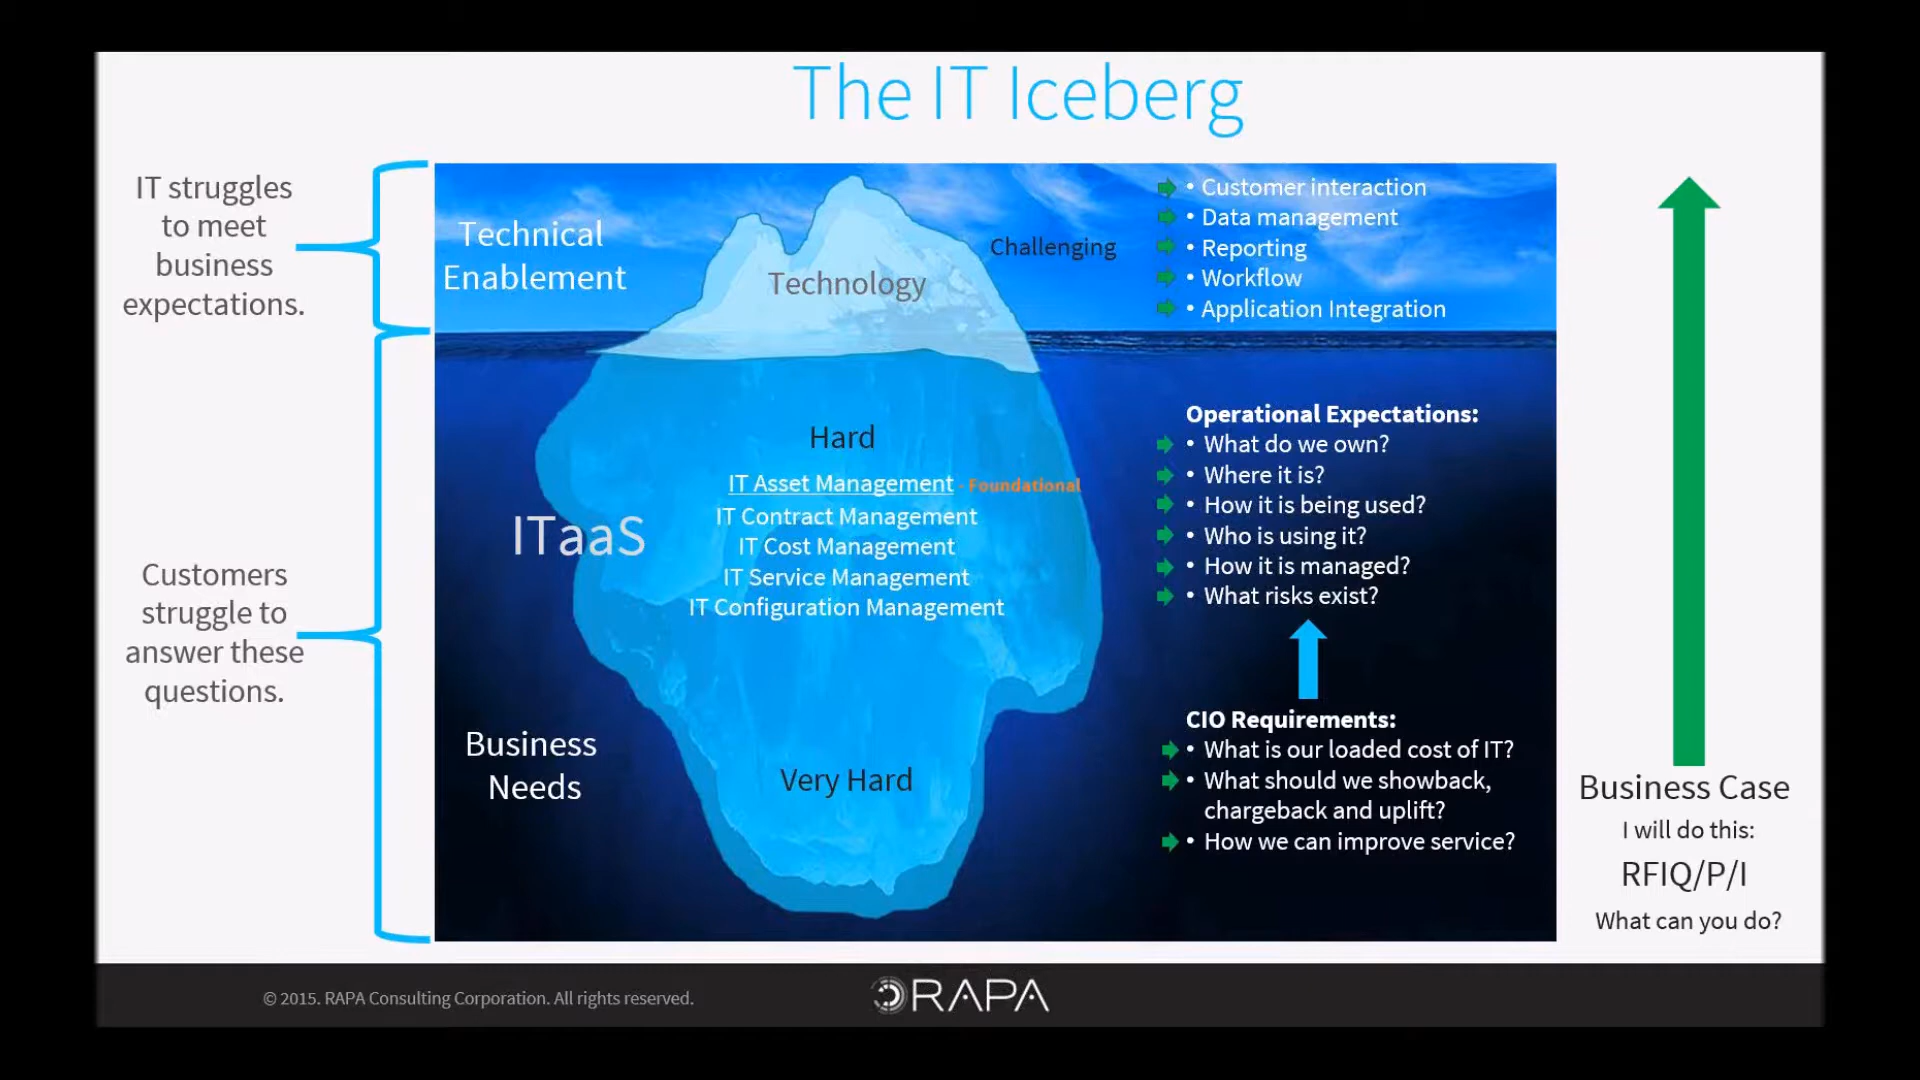 The IT Iceberg
IT struggles
to meet
business
expectations.
Customers
struggle to
answer these
questions.
Technical
Enablement
Technology
Challenging
• Customer interaction
• Data management
• Reporting
• Workflow
• Application Integration
ITaaS
Hard
IT Asset Management - Foundational
IT Contract Management
IT Cost Management
IT Service Management
IT Configuration Management
Operational Expectations:
• What do we own?
• Where it is?
• How it is being used?
• Who is using it?
• How it is managed?
• What risks exist?
Business
Needs
Very Hard
CIO Requirements:
• What is our loaded cost of IT?
• What should we showback,
chargeback and uplift?
• How we can improve service?
Business Case
I will do this:
RFIQ/P/I
What can you do?
© 2015. RAPA Consulting Corporation. All rights reserved.
RAPA